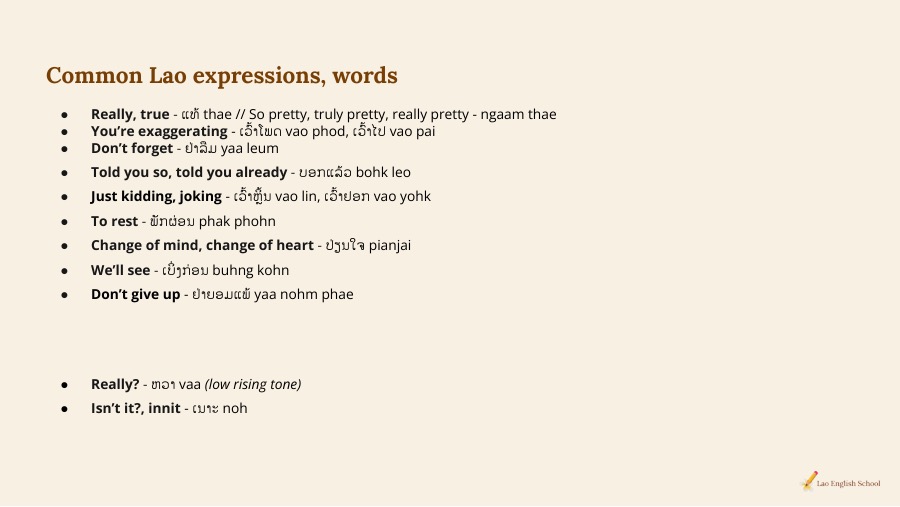 Common Lao expressions, words
● Really, true - ແທ້ thae // So pretty, truly pretty, really pretty - ngaam thae
● You’re exaggerating - ເວົ້າໂພດ vao phod, ເວົ້າໄປ vao pai
● Don’t forget - ຢ່າລືມ yaa leum
● Told you so, told you already - ບອກແລ້ວ bohk leo
● Just kidding, joking - ເວົ້າຫຼິ້ນ vao lin, ເວົ້າຢອກ vao yohk
● To rest - ພັກຜ່ອນ phak phohn
● Change of mind, change of heart - ປ່ຽນໃຈ pianjai
● We’ll see - ເບິ່ງກ່ອນ buhng kohn
● Don’t give up - ຢ່າຍອມແພ້ yaa nohm phae
● Really? - ຫວາ vaa (low rising tone)
● Isn’t it?, innit - ເນາະ noh
Lao English School